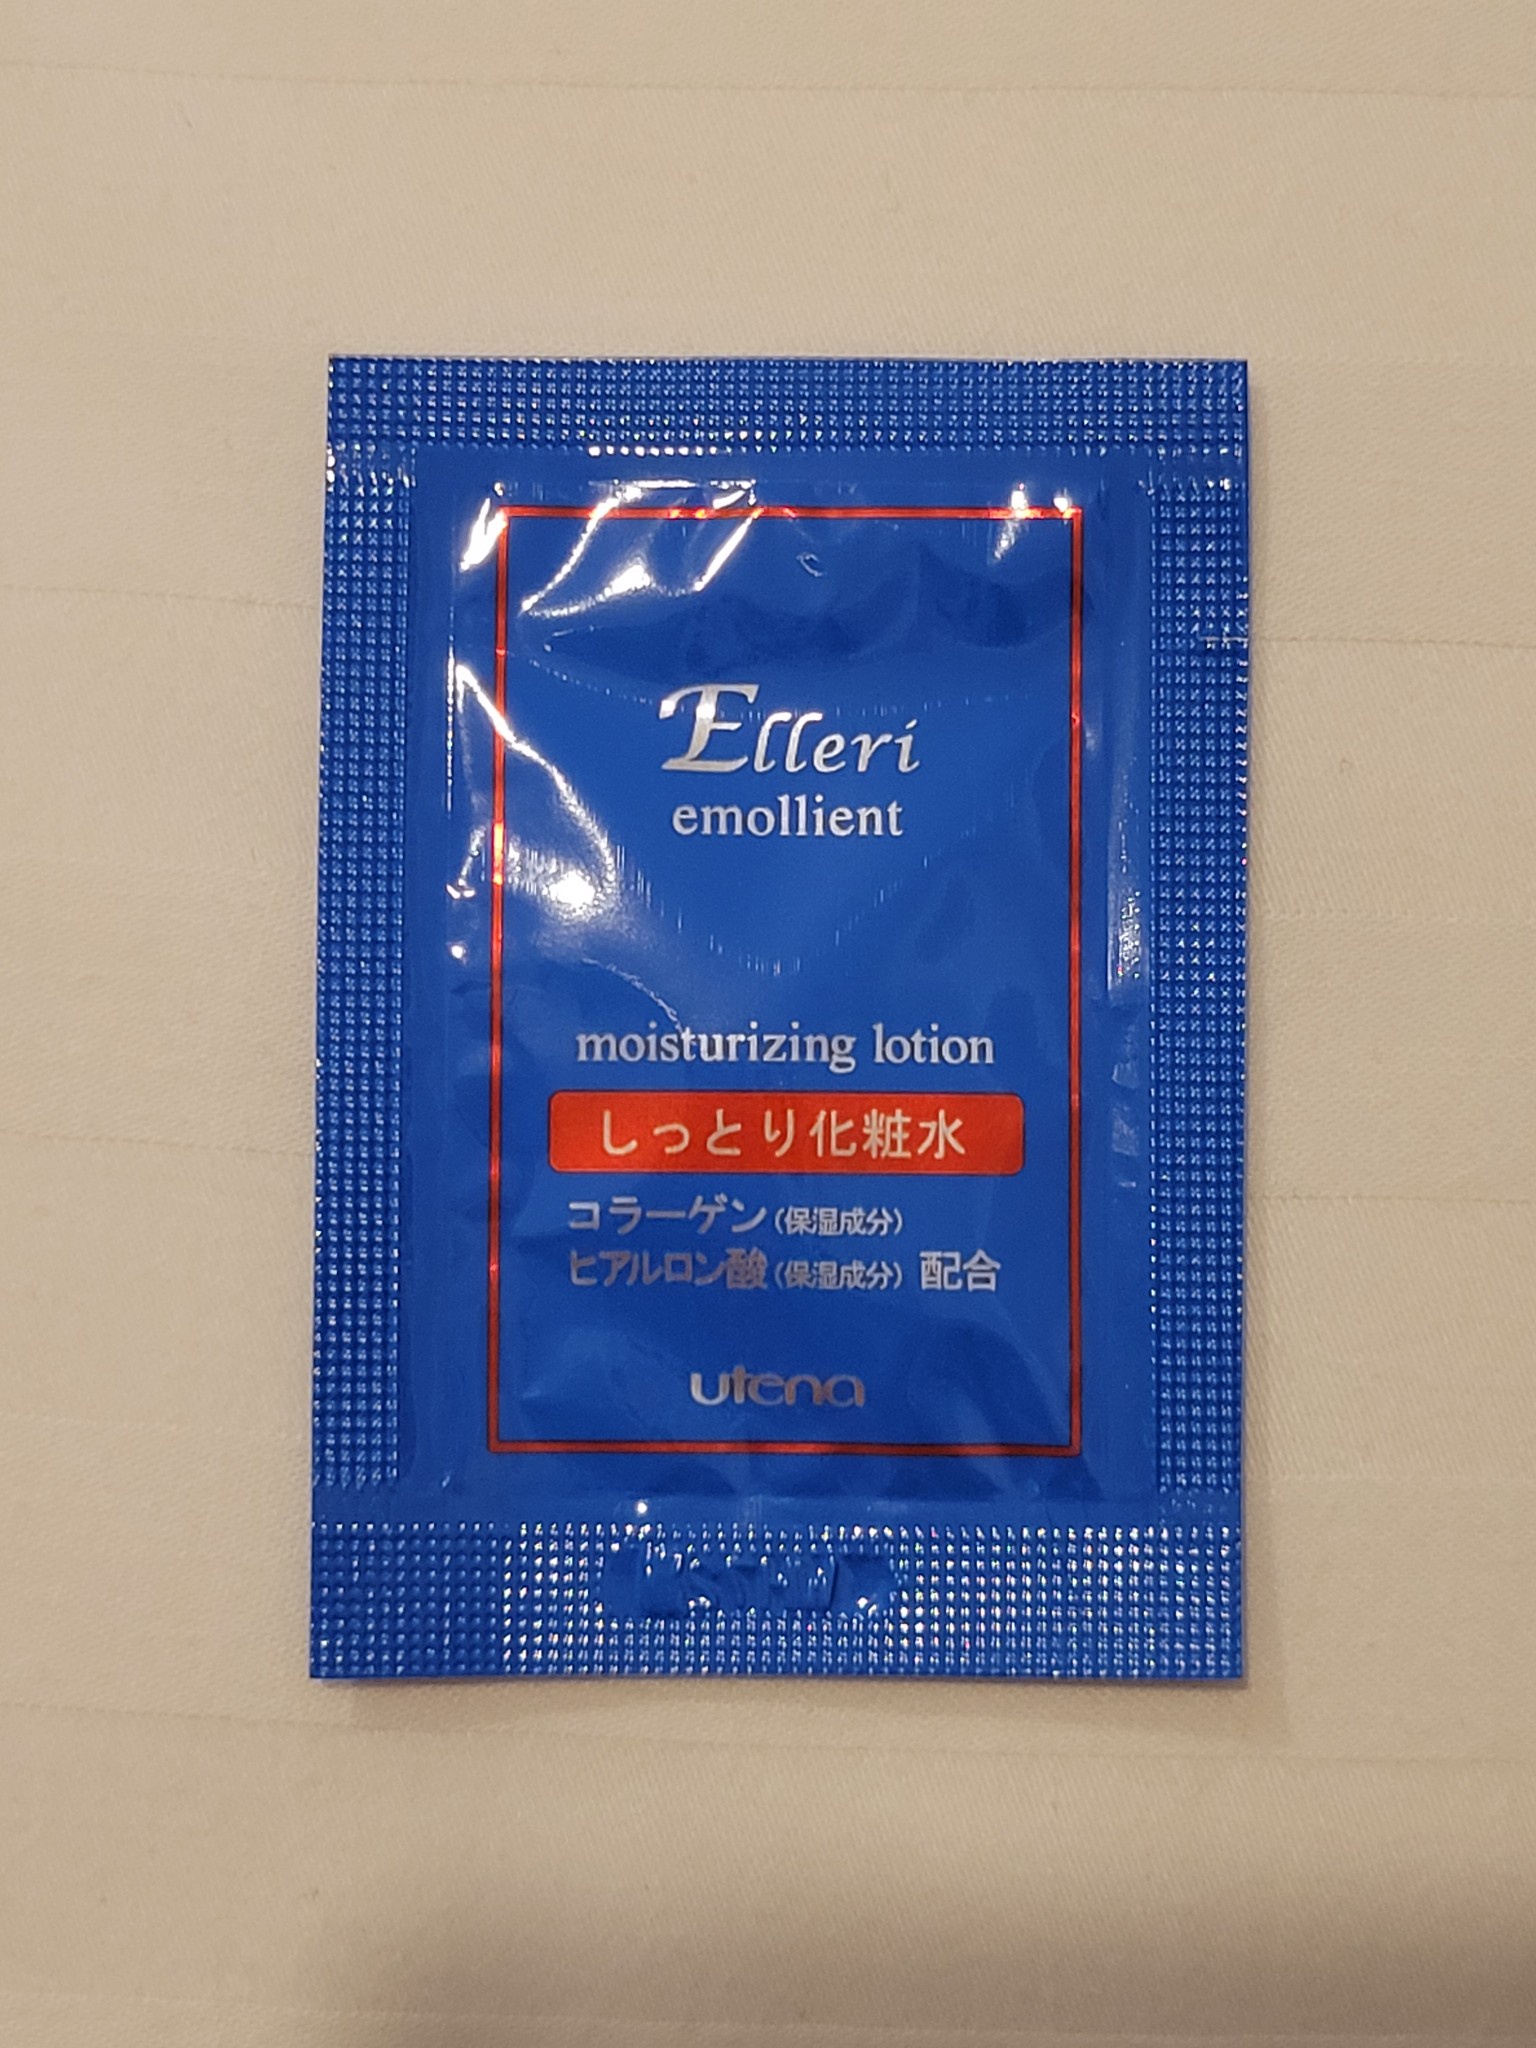 Elleri
emollient
moisturizing lotion
しっとり化粧水
コラーゲン(保湿成分)
ヒアルロン酸(保湿成分) 配合
utena